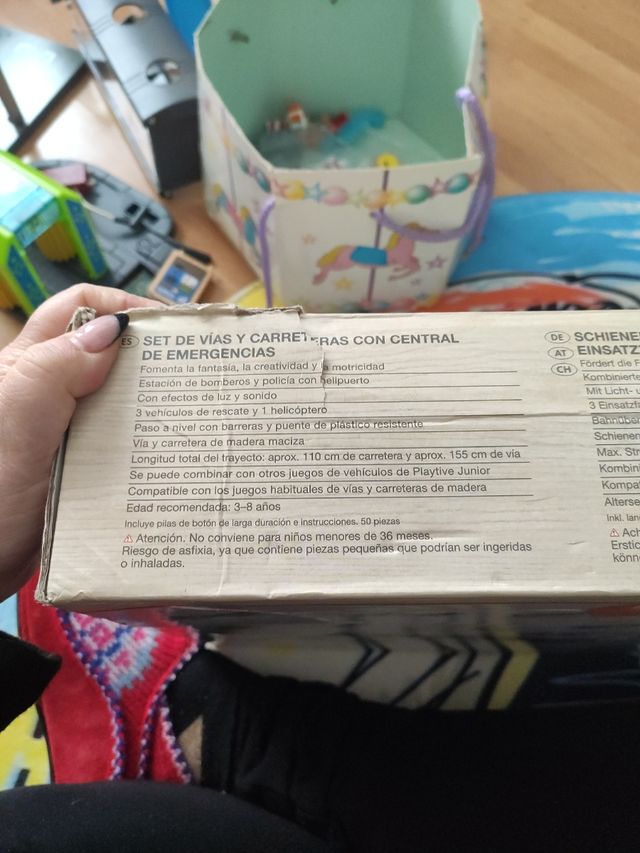 ES SET DE VÍAS Y CARRETERAS CON CENTRAL
DE EMERGENCIAS
Fomenta la fantasía, la creatividad y la motricidad
Estación de bomberos y policía con helipuerto
Con efectos de luz y sonido
3 vehículos de rescate y 1 helicóptero
Paso a nivel con barreras y puente de plástico resistente
Vía y carretera de madera maciza
Longitud total del trayecto: aprox. 110 cm de carretera y aprox. 155 cm de vía
Se puede combinar con otros juegos de vehículos de Playtive Junior
Compatible con los juegos habituales de vías y carreteras de madera
Edad recomendada: 3–8 años
Incluye pilas de botón de larga duración e instrucciones. 50 piezas
⚠ Atención. No conviene para niños menores de 36 meses.
Riesgo de asfixia, ya que contiene piezas pequeñas que podrían ser ingeridas
o inhaladas.
DE SCHIENE
AT EINSATZ
CH Fördert die F
Kombinierte
Mit Licht- u
3 Einsatzf
Bahnüber
Schienen
Max. Str
Kombini
Kompat
Alterse
Inkl. lan
⚠ Ach
Erstic
könn